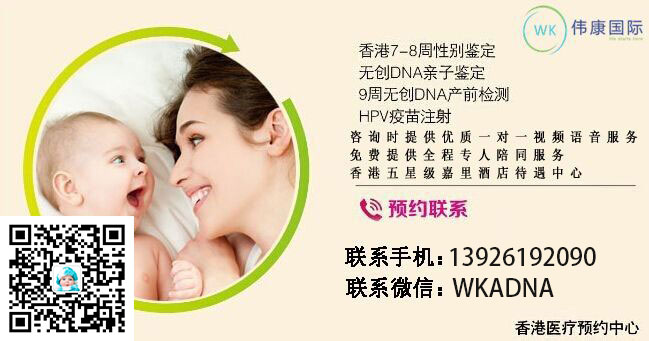 WK 伟康国际
香港7-8周性别鉴定
无创DNA亲子鉴定
9周无创DNA产前检测
HPV疫苗注射
咨询时提供优质一对一视频语音服务
免费提供全程专人陪同服务
香港五星级嘉里酒店待遇中心
预约联系
联系手机：13926192090
联系微信：WKADNA
香港医疗预约中心